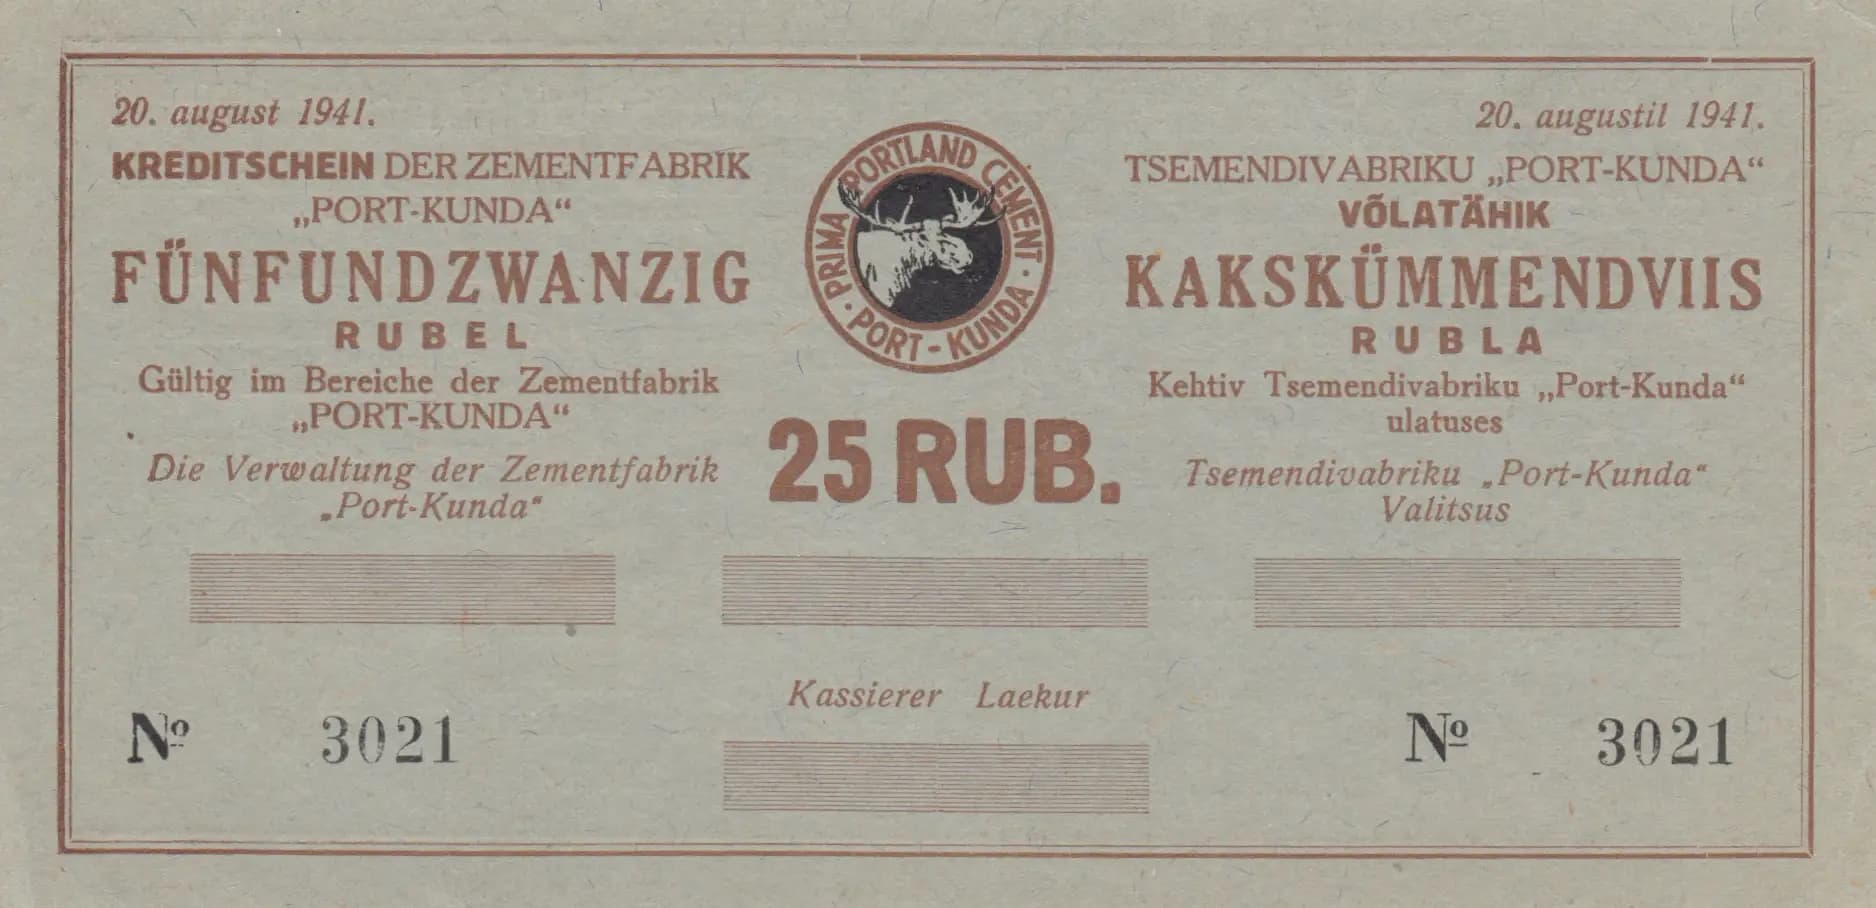 20. august 1941.
KREDITSCHEIN DER ZEMENTFABRIK
„PORT-KUNDA“
FÜNFUNDZWANZIG
RUBEL
Gültig im Bereiche der Zementfabrik
„PORT-KUNDA“
Die Verwaltung der Zementfabrik
„Port-Kunda“
PRIMA PORTLAND CEMENT
PORT-KUNDA
25 RUB.
20. augustil 1941.
TSEMENDIVABRIKU „PORT-KUNDA“
VÕLATÄHIK
KAKSKÜMMENDVIIS
RUBLA
Kehtiv Tsemendivabriku „Port-Kunda“
ulatuses
Tsemendivabriku „Port-Kunda“
Valitsus
Kassierer Laekur
№ 3021
№ 3021